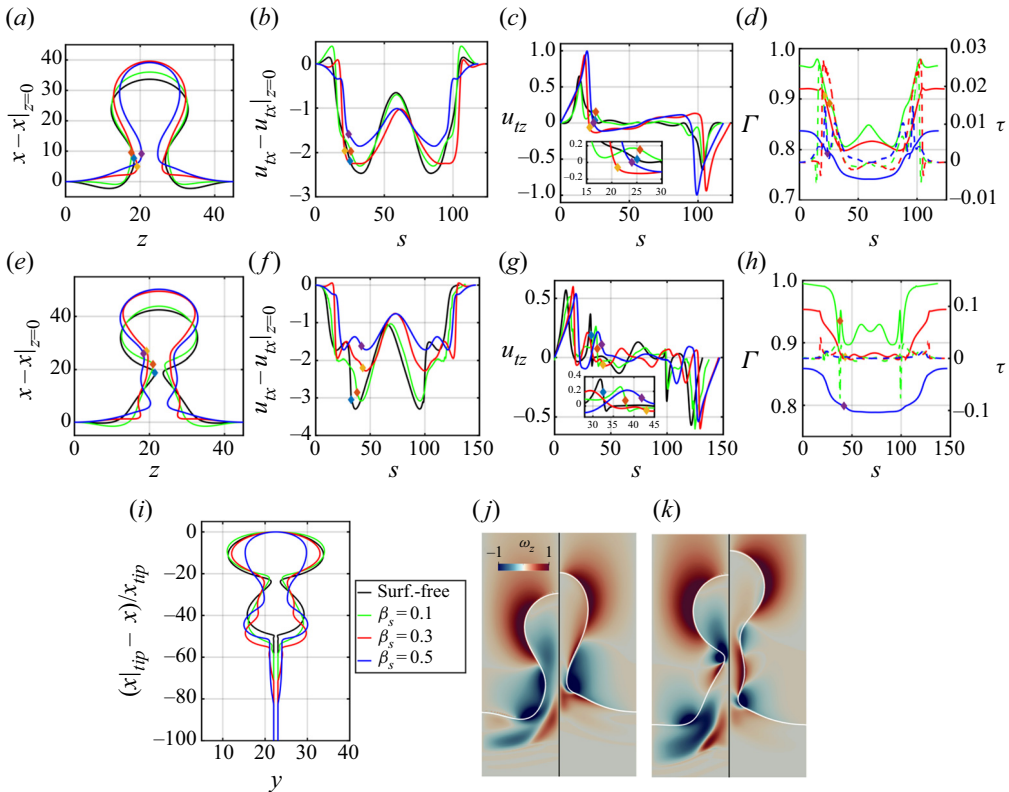 (a)
(b)
(c)
(d)
x − x|z=0
40
30
20
10
0
0
20
40
z
utx − utx|z=0
0
−1
−2
−3
0
50
100
s
utz
1.0
0.5
0
−0.5
−1.0
0
50
100
s
0.2
0
−0.2
15
20
25
30
Γ
1.0
0.9
0.8
0.7
0
50
100
s
0.03
0.02
0.01
0
−0.01
τ
(e)
(f)
(g)
(h)
x − x|z=0
40
20
0
0
20
40
z
utx − utx|z=0
0
−1
−2
−3
−4
0
50
100
150
s
utz
0.5
0
−0.5
0
50
100
150
s
0.4
0.2
0
30
35
40
45
Γ
1.0
0.9
0.8
0
50
100
150
s
0.1
0
−0.1
τ
(i)
(j)
(k)
(x|tip − x)/xtip
0
−20
−40
−60
−80
−100
10
20
30
40
y
Surf.-free
βs = 0.1
βs = 0.3
βs = 0.5
ωz
−1
1